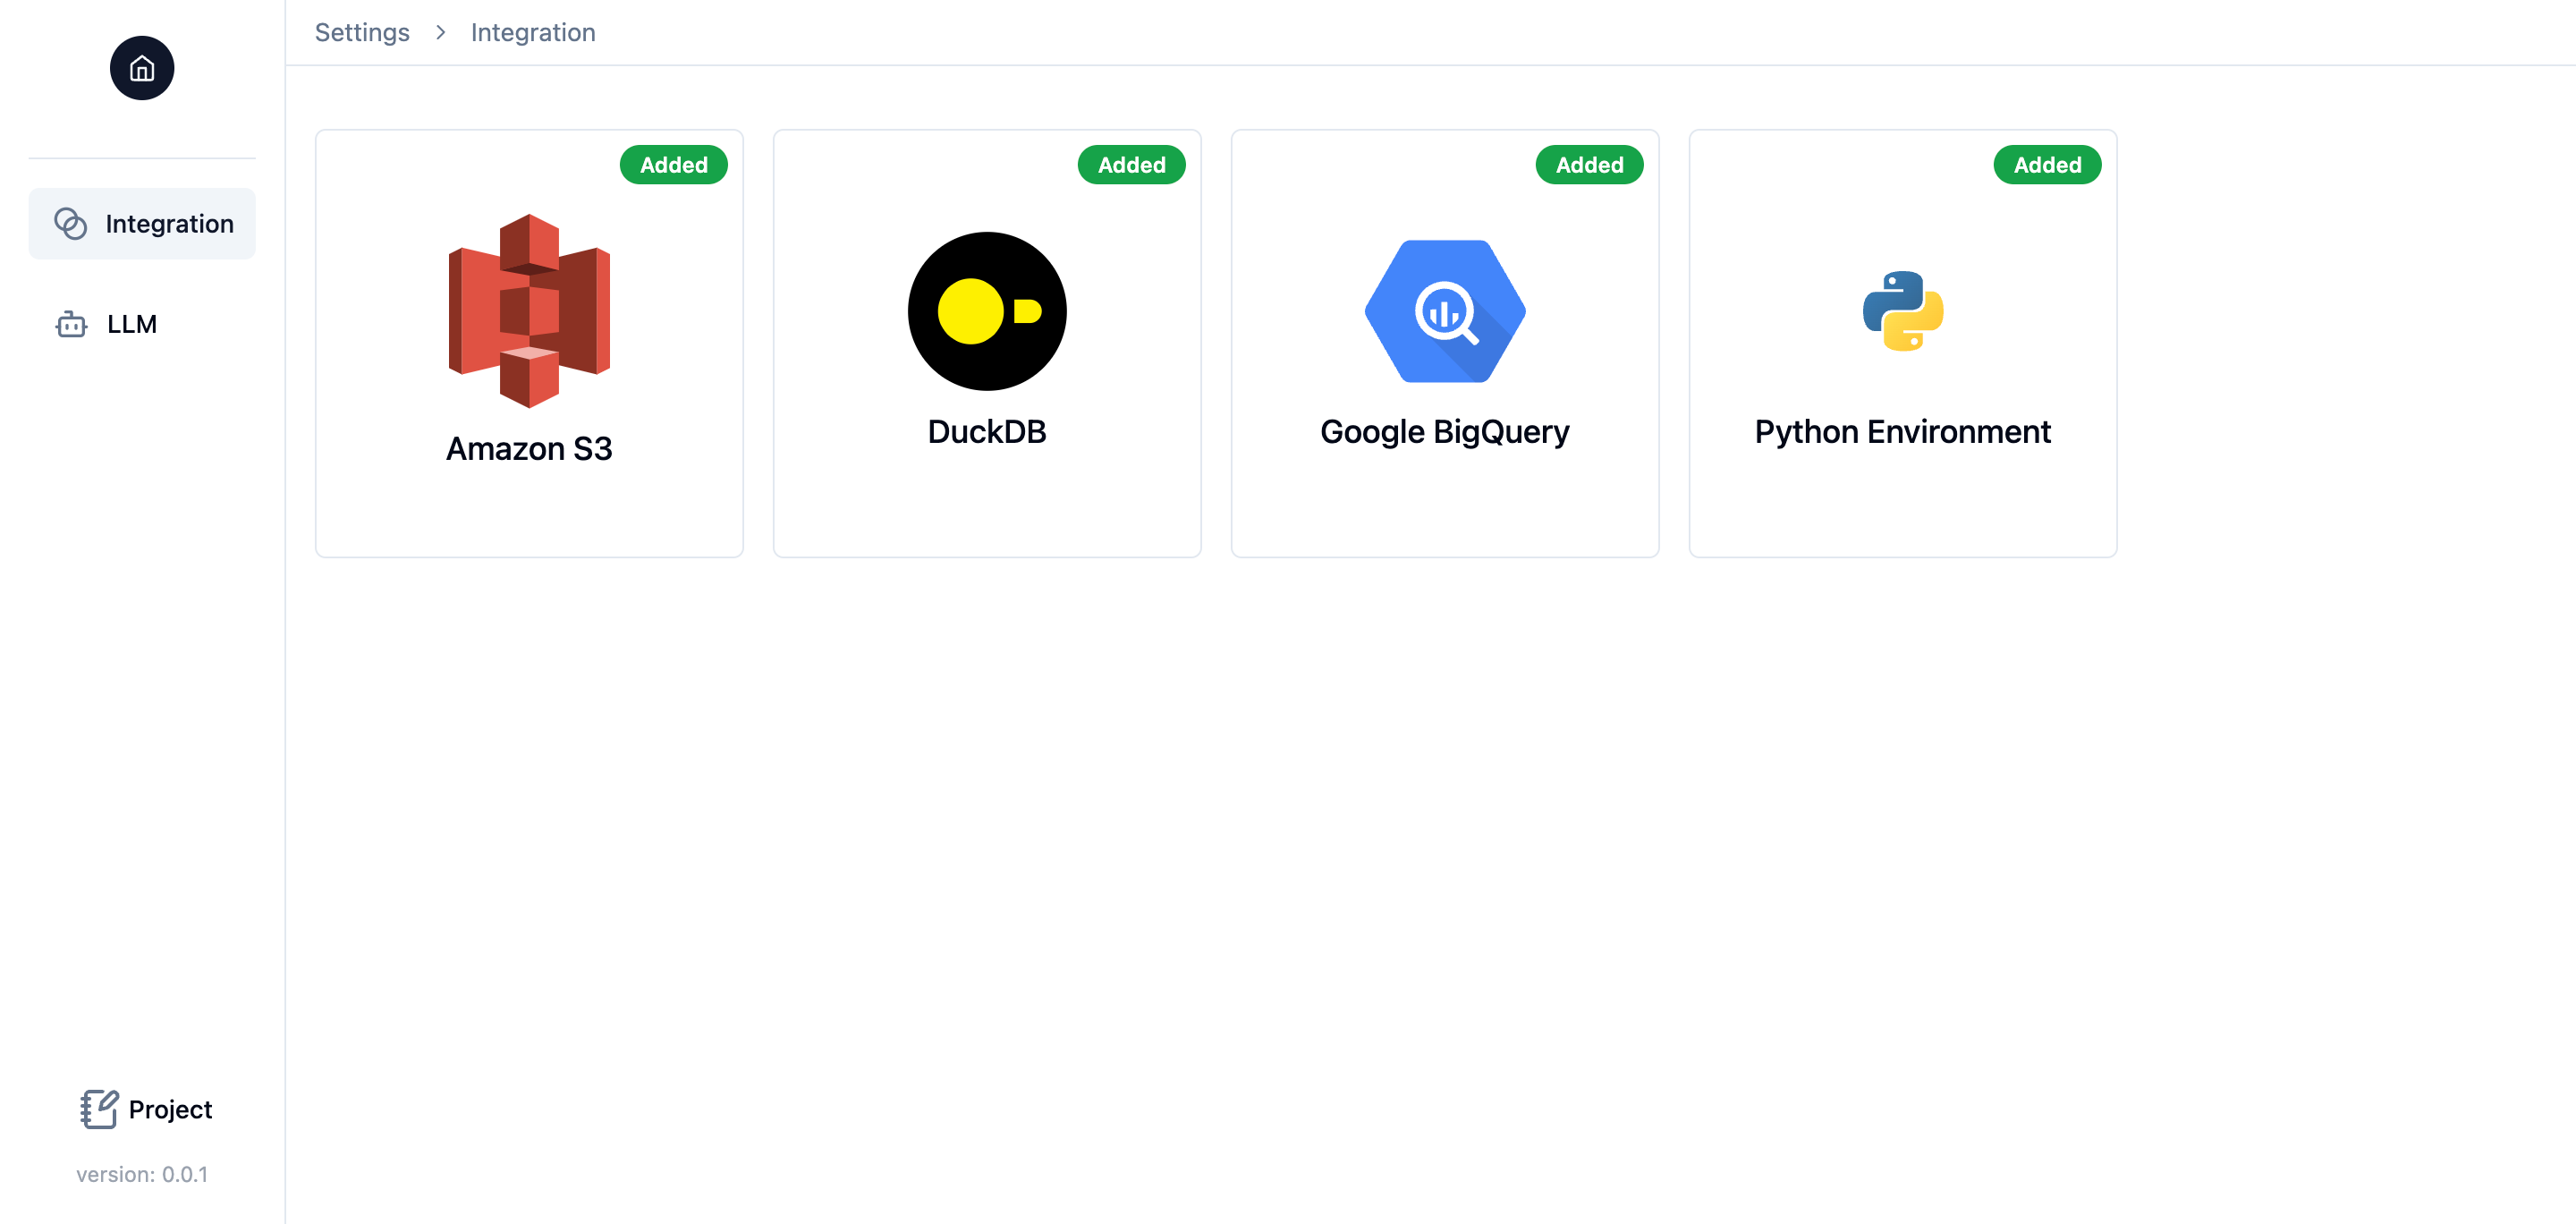 Settings > Integration
Integration
LLM
Added
Amazon S3
Added
DuckDB
Added
Google BigQuery
Added
Python Environment
Project
version: 0.0.1